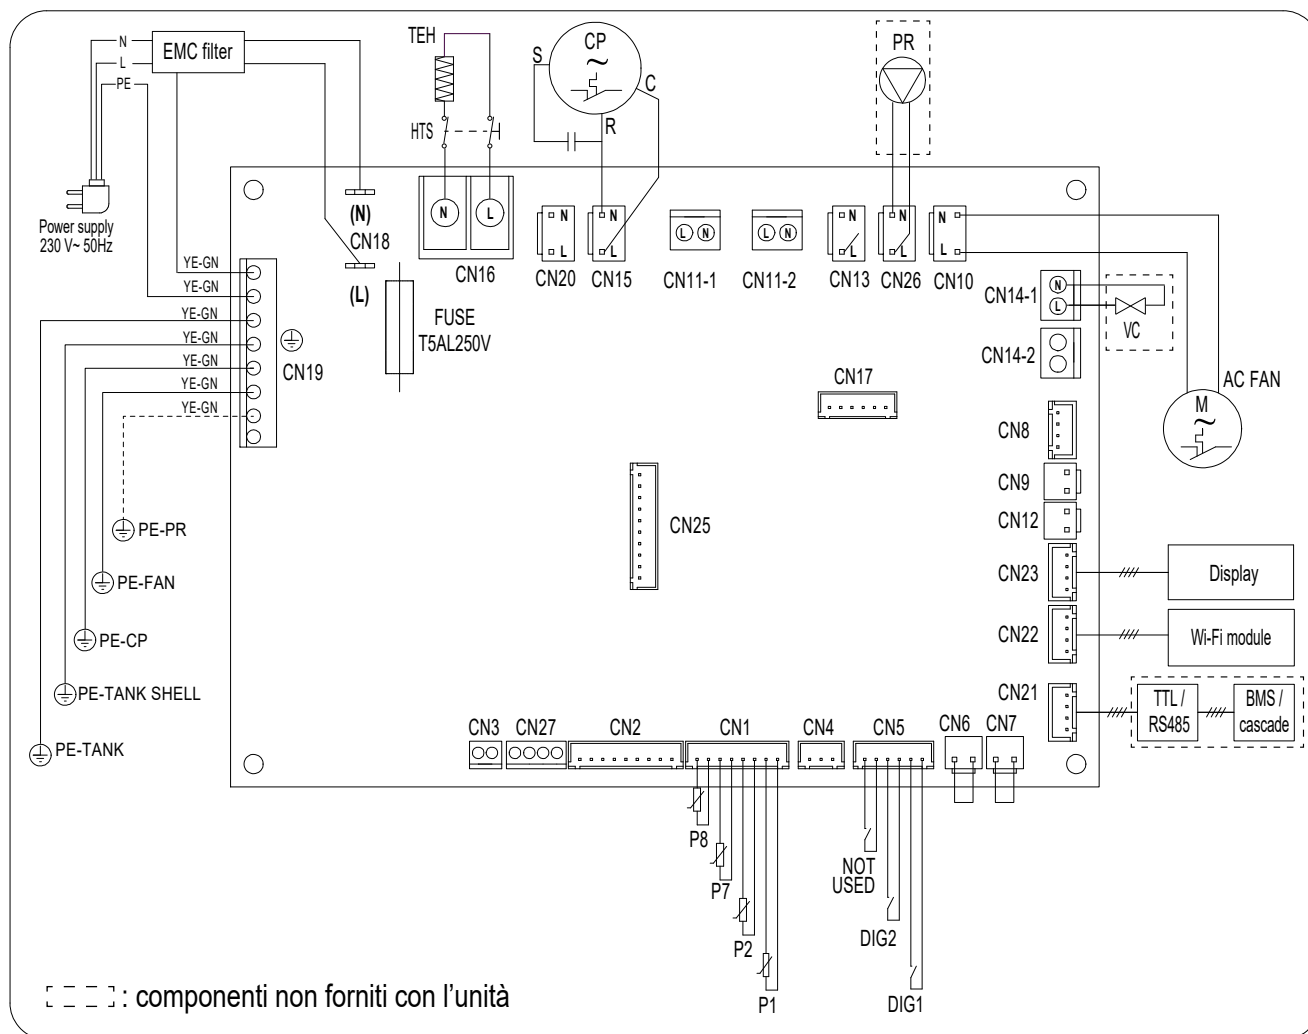 N
L
PE
EMC filter
TEH
HTS
S
CP
~
C
R
PR
Power supply
230 V~ 50Hz
(N)
CN18
(L)
N
L
CN16
FUSE
T5AL250V
N
L
CN20
N
L
CN15
L N
CN11-1
L N
CN11-2
N
L
CN13
N
L
CN26
N
L
CN10
CN14-1
N
L
VC
CN14-2
AC FAN
M
~
YE-GN
YE-GN
YE-GN
YE-GN
YE-GN
YE-GN
YE-GN
CN19
CN17
CN8
CN9
CN12
CN25
CN23
Display
CN22
Wi-Fi module
CN21
TTL /
RS485
BMS /
cascade
PE-PR
PE-FAN
PE-CP
PE-TANK SHELL
PE-TANK
CN3
CN27
CN2
CN1
CN4
CN5
CN6
CN7
P8
P7
P2
P1
NOT
USED
DIG2
DIG1
: componenti non forniti con l'unità